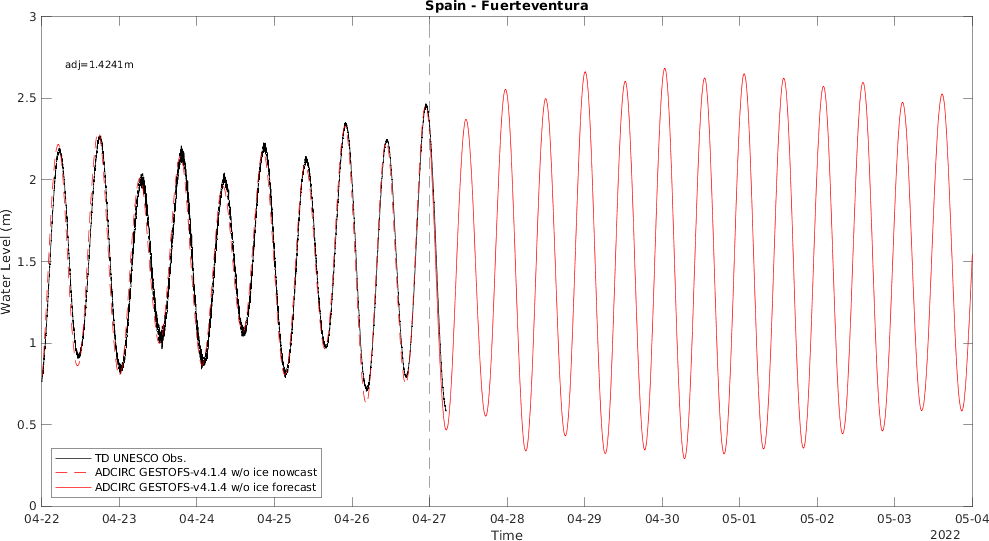 Spain - Fuerteventura
3
adj=1.4241m
2.5
2
1.5
Water Level (m)
1
0.5
TD UNESCO Obs.
ADCIRC GESTOFS-v4.1.4 w/o ice nowcast
ADCIRC GESTOFS-v4.1.4 w/o ice forecast
0
04-22 04-23 04-24 04-25 04-26 04-27 04-28 04-29 04-30 05-01 05-02 05-03 05-04
Time
2022